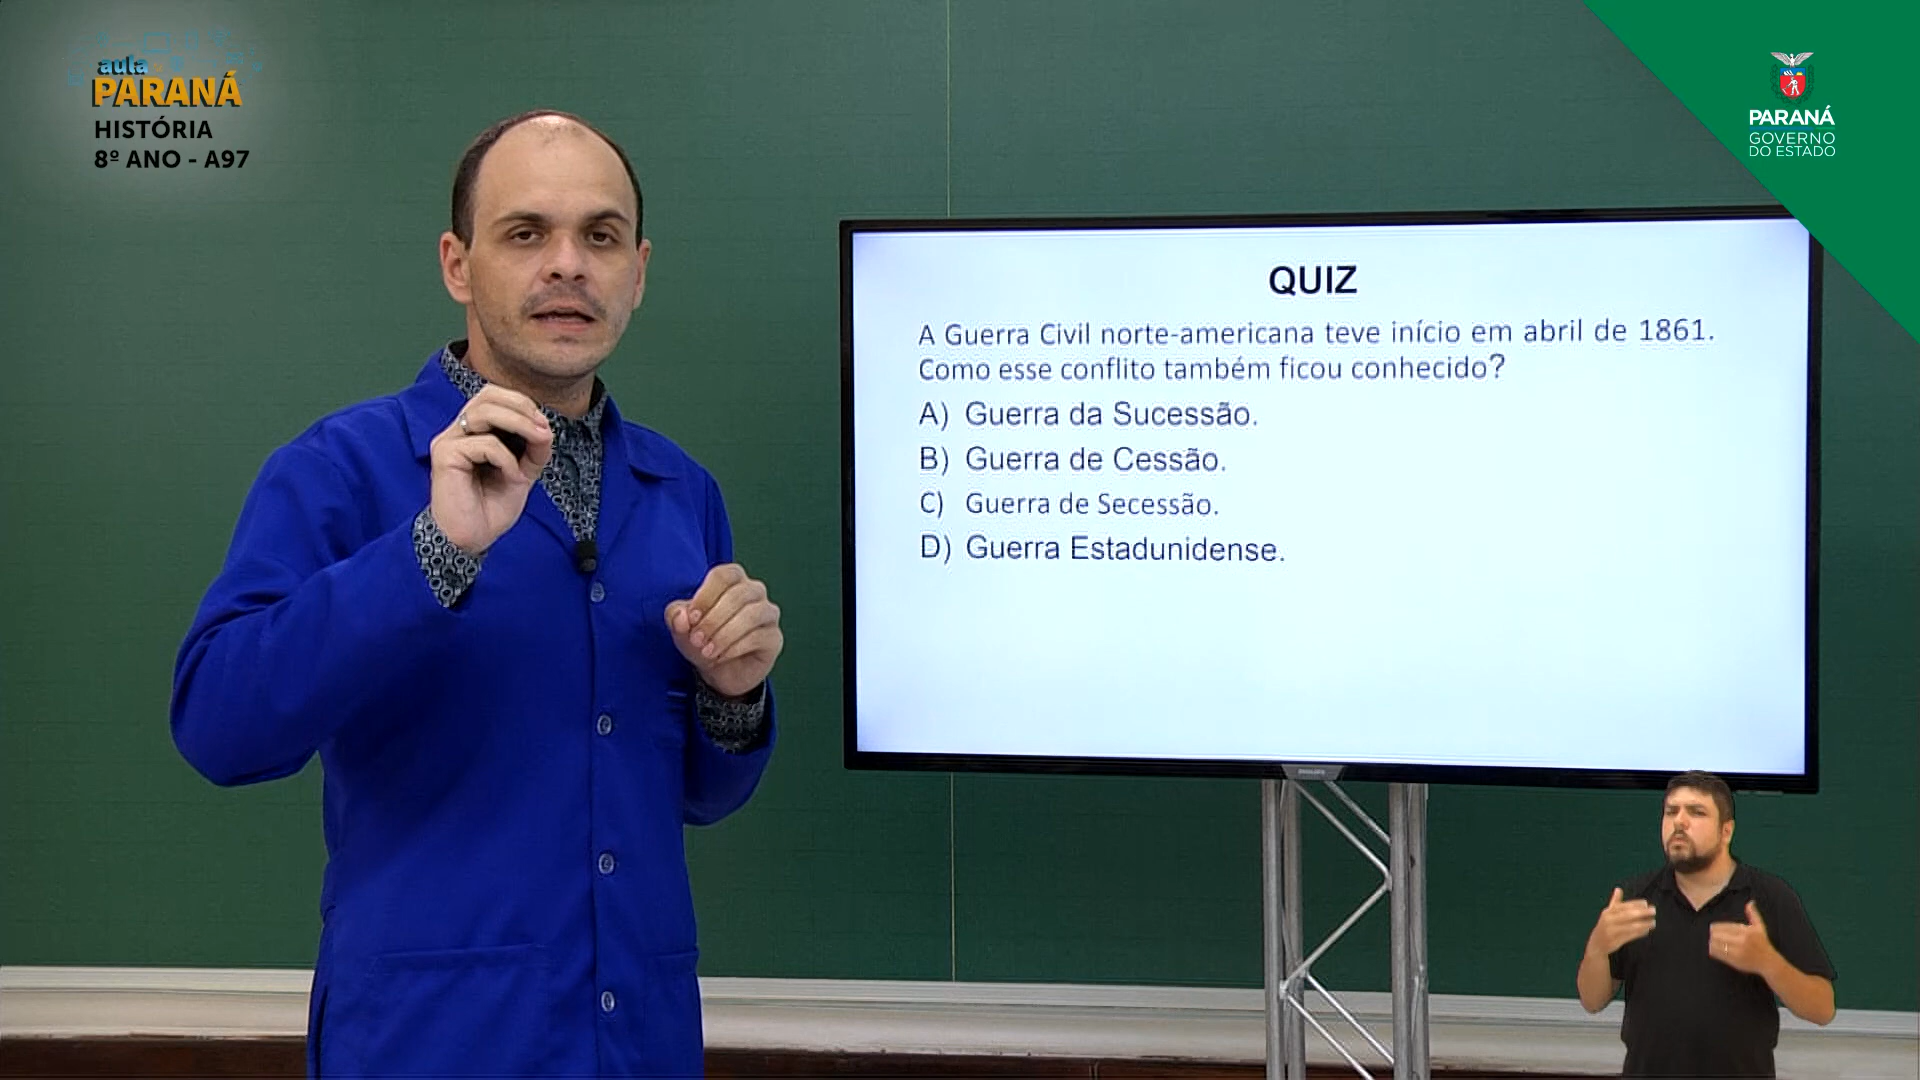 aula
PARANÁ
HISTÓRIA
8º ANO - A97
PARANÁ
GOVERNO
DO ESTADO
QUIZ
A Guerra Civil norte-americana teve início em abril de 1861.
Como esse conflito também ficou conhecido?
A) Guerra da Sucessão.
B) Guerra de Cessão.
C) Guerra de Secessão.
D) Guerra Estadunidense.
PHILIPS